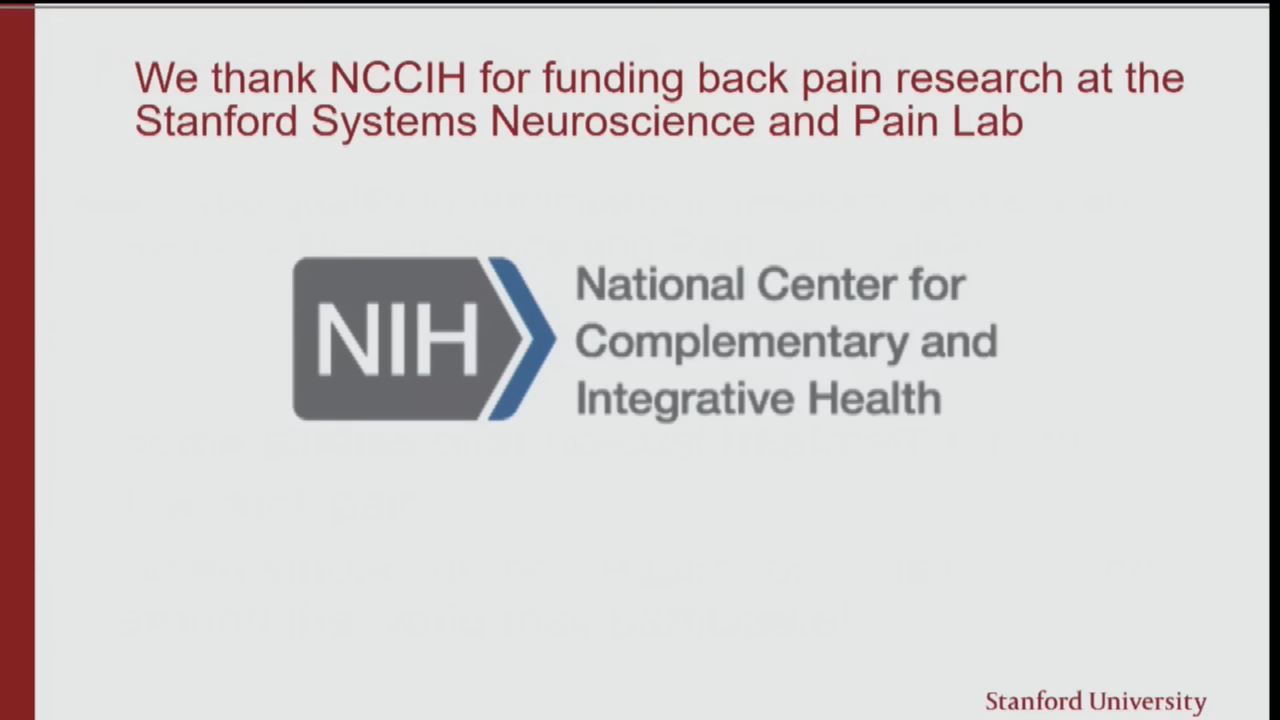 We thank NCCIH for funding back pain research at the
Stanford Systems Neuroscience and Pain Lab
NIH
National Center for
Complementary and
Integrative Health
Stanford University